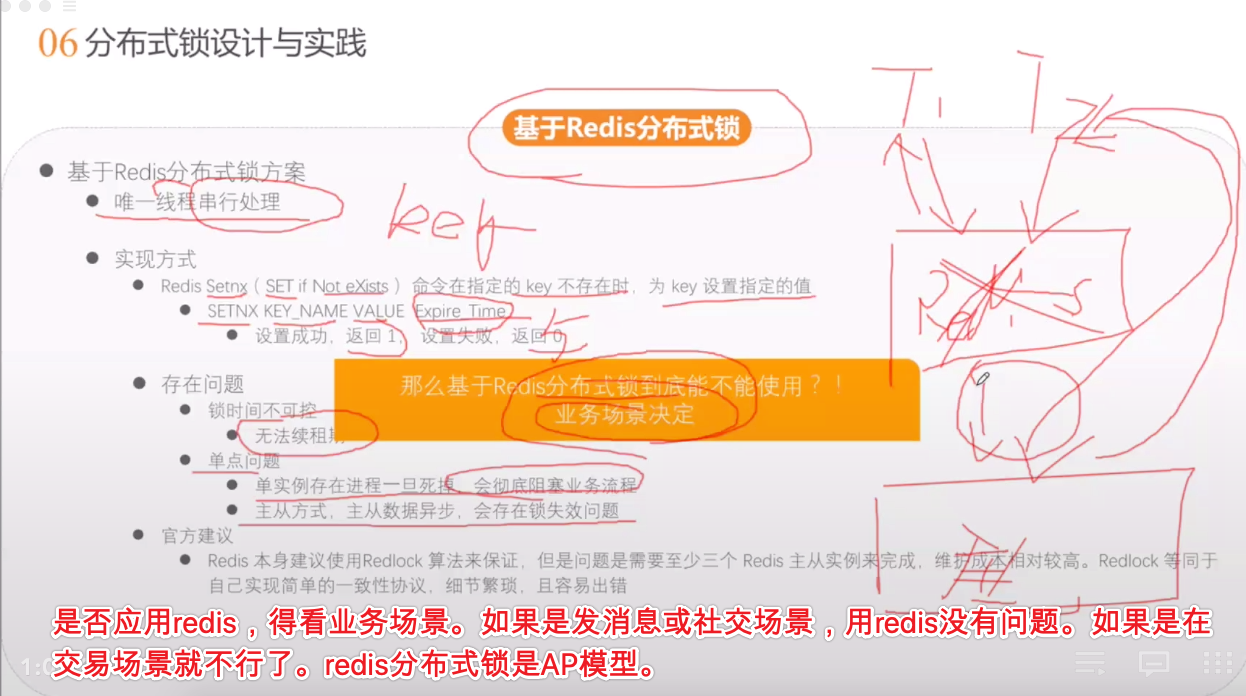 06 分布式锁设计与实践
基于Redis分布式锁
基于Redis分布式锁方案
唯一线程串行处理
key
T1
T2
实现方式
Redis Setnx（ SET if Not eXists ） 命令在指定的 key 不存在时，为 key 设置指定的值
SETNX KEY_NAME VALUE Expire_Time
设置成功，返回 1， 设置失败，返回 0
5
存在问题
那么基于Redis分布式锁到底能不能使用？！
业务场景决定
锁时间不可控
无法续租期
单点问题
单实例存在进程一旦死掉，会彻底阻塞业务流程
主从方式，主从数据异步，会存在锁失效问题
官方建议
Redis 本身建议使用Redlock 算法来保证，但是问题是需要至少三个 Redis 主从实例来完成，维护成本相对较高。Redlock 等同于
自己实现简单的一致性协议，细节繁琐，且容易出错
是否应用redis，得看业务场景。如果是发消息或社交场景，用redis没有问题。如果是在
交易场景就不行了。redis分布式锁是AP模型。